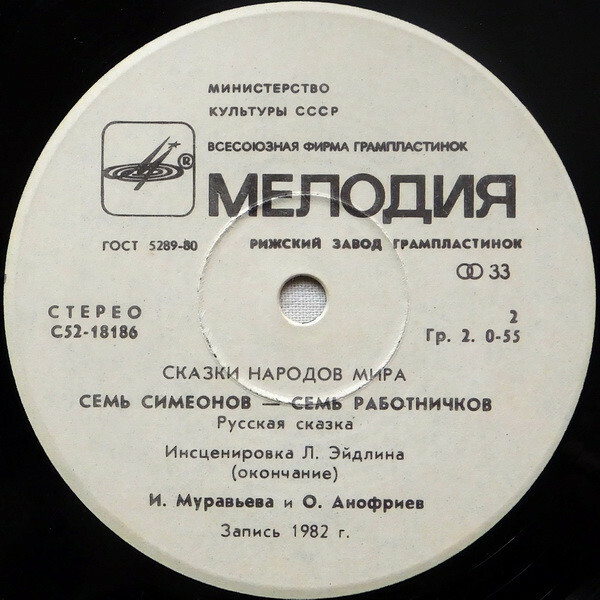 МИНИСТЕРСТВО
КУЛЬТУРЫ СССР
ВСЕСОЮЗНАЯ ФИРМА ГРАМПЛАСТИНОК
®
МЕЛОДИЯ
ГОСТ 5289-80
РИЖСКИЙ ЗАВОД ГРАМПЛАСТИНОК
33
СТЕРЕО
2
С52-18186
Гр. 2. 0-55
СКАЗКИ НАРОДОВ МИРА
СЕМЬ СИМЕОНОВ — СЕМЬ РАБОТНИЧКОВ
Русская сказка
Инсценировка Л. Эйдлина
(окончание)
И. Муравьева и О. Анофриев
Запись 1982 г.